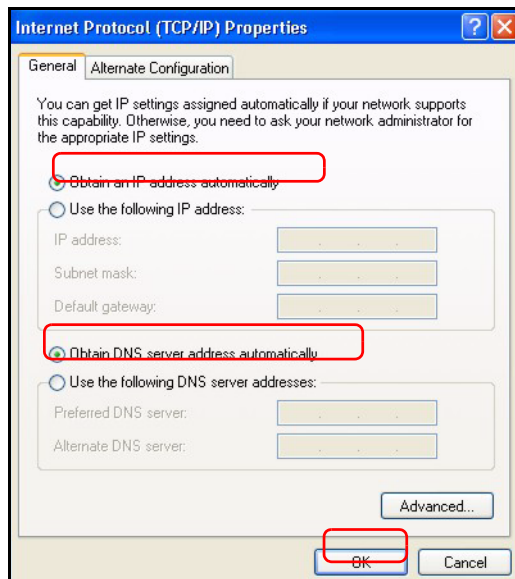 Internet Protocol (TCP/IP) Properties
General
Alternate Configuration
You can get IP settings assigned automatically if your network supports
this capability. Otherwise, you need to ask your network administrator for
the appropriate IP settings.
Obtain an IP address automatically
Use the following IP address:
IP address:
Subnet mask:
Default gateway:
Obtain DNS server address automatically
Use the following DNS server addresses:
Preferred DNS server:
Alternate DNS server:
Advanced...
OK
Cancel